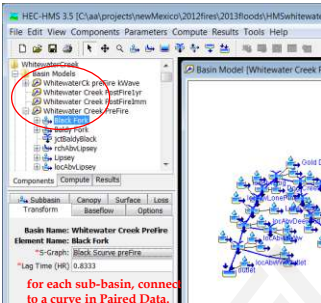 HEC-HMS 3.5 [C:\aa\projects\newMexico\2012fires\2013floods\HMSwhitewate
File Edit View Components Parameters Compute Results Tools Help
WhitewaterCreek
Basin Models
WhitewaterCk preFire kWave
Whitewater Creek PostFire1yr
Whitewater Creek PostFireImm
Whitewater Creek PreFire
Black Fork
Baldy Fork
jctBaldyBlack
rchAbvLipsey
Lipsey
locAbvLipsey
Components Compute Results
Basin Model [Whitewater Creek P
Gold D
outlet
Subbasin Canopy Surface Loss
Transform Baseflow Options
Basin Name: Whitewater Creek PreFire
Element Name: Black Fork
*S-Graph: Black Scurve preFire
*Lag Time (HR) 0.8333
for each sub-basin, connect
to a curve in Paired Data.